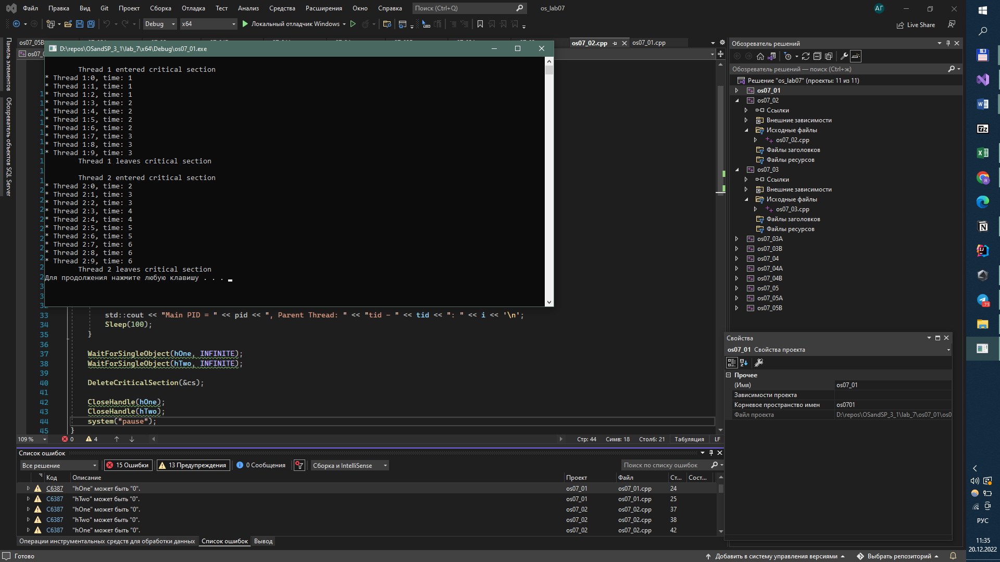 Файл Правка Вид Git Проект Сборка Отладка Тест Анализ Средства Расширения Окно Справка Поиск (Ctrl+Q) os_lab07 АГ
Debug x64 Локальный отладчик Windows Live Share
os07_05B os07_02.cpp os07_01.cpp
D:\repos\OSandSP_3_1\lab_7\x64\Debug\os07_01.exe
Панель элементов
Обозреватель объектов SQL Server
Thread 1 entered critical section
* Thread 1:0, time: 1
* Thread 1:1, time: 1
* Thread 1:2, time: 1
* Thread 1:3, time: 2
* Thread 1:4, time: 2
* Thread 1:5, time: 2
* Thread 1:6, time: 2
* Thread 1:7, time: 3
* Thread 1:8, time: 3
* Thread 1:9, time: 3
Thread 1 leaves critical section
Thread 2 entered critical section
* Thread 2:0, time: 2
* Thread 2:1, time: 3
* Thread 2:2, time: 3
* Thread 2:3, time: 4
* Thread 2:4, time: 4
* Thread 2:5, time: 5
* Thread 2:6, time: 5
* Thread 2:7, time: 6
* Thread 2:8, time: 6
* Thread 2:9, time: 6
Thread 2 leaves critical section
Для продолжения нажмите любую клавишу . . .
33 std::cout << "Main PID = " << pid << ", Parent Thread: " << "tid - " << tid << ": " << i << '\n';
34 Sleep(100);
35 }
36
37 WaitForSingleObject(hOne, INFINITE);
38 WaitForSingleObject(hTwo, INFINITE);
39
40 DeleteCriticalSection(&cs);
41
42 CloseHandle(hOne);
43 CloseHandle(hTwo);
44 system("pause");
45 }
109 % 0 4 Стр: 44 Симв: 18 Столб: 21 Табуляция LF
Список ошибок
Все решение 15 Ошибки 13 Предупреждения 0 Сообщения Сборка и IntelliSense Поиск по списку ошибок
Код Описание Проект Файл Ст... Сост...
C6387 "hOne" может быть "0". os07_01 os07_01.cpp 24
C6387 "hTwo" может быть "0". os07_01 os07_01.cpp 25
C6387 "hOne" может быть "0". os07_02 os07_02.cpp 37
C6387 "hTwo" может быть "0". os07_02 os07_02.cpp 38
C6387 "hOne" может быть "0". os07_02 os07_02.cpp 42
Операции инструментальных средств для обработки данных Список ошибок Вывод
Готово
Добавить в систему управления версиями Выбрать репозиторий
Обозреватель решений
Обозреватель решений — поиск (Ctrl+ж)
Решение "os_lab07" (проекты: 11 из 11)
os07_01
os07_02
Ссылки
Внешние зависимости
Исходные файлы
os07_02.cpp
Файлы заголовков
Файлы ресурсов
os07_03
Ссылки
Внешние зависимости
Исходные файлы
os07_03.cpp
Файлы заголовков
Файлы ресурсов
os07_03A
os07_03B
os07_04
os07_04A
os07_04B
os07_05
os07_05A
os07_05B
Свойства
os07_01 Свойства проекта
Прочее
(Имя) os07_01
Зависимости проекта
Корневое пространство имен os0701
Файл проекта D:\repos\OSandSP_3_1\lab_7\os07_01\os0
РУС
11:35
20.12.2022